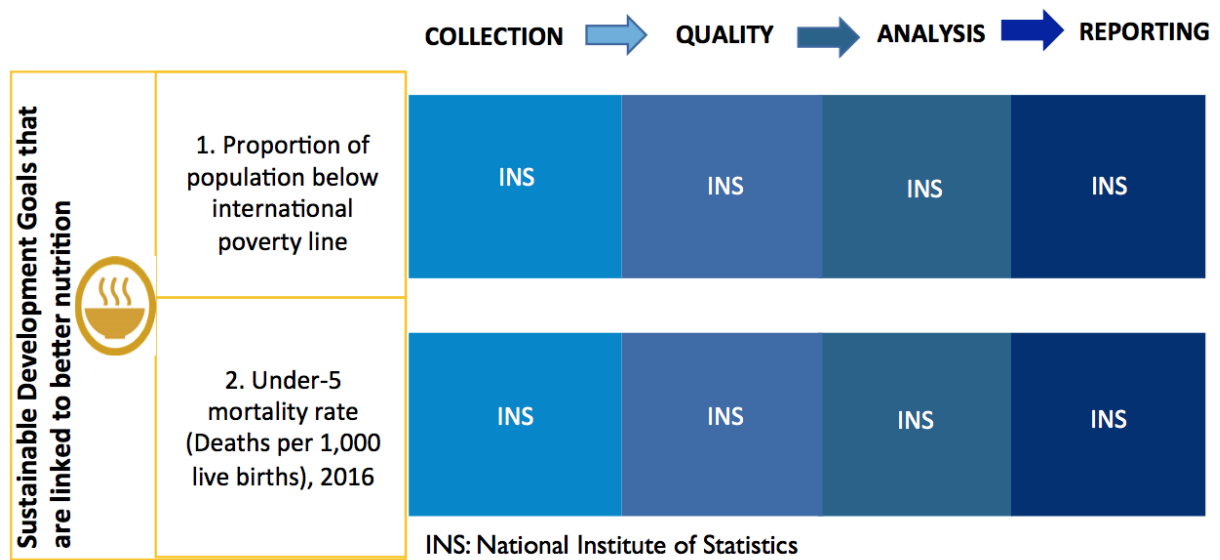 COLLECTION QUALITY ANALYSIS REPORTING
Sustainable Development Goals that
are linked to better nutrition
1. Proportion of
population below
international
poverty line
INS INS INS INS
2. Under-5
mortality rate
(Deaths per 1,000
live births), 2016
INS INS INS INS
INS: National Institute of Statistics